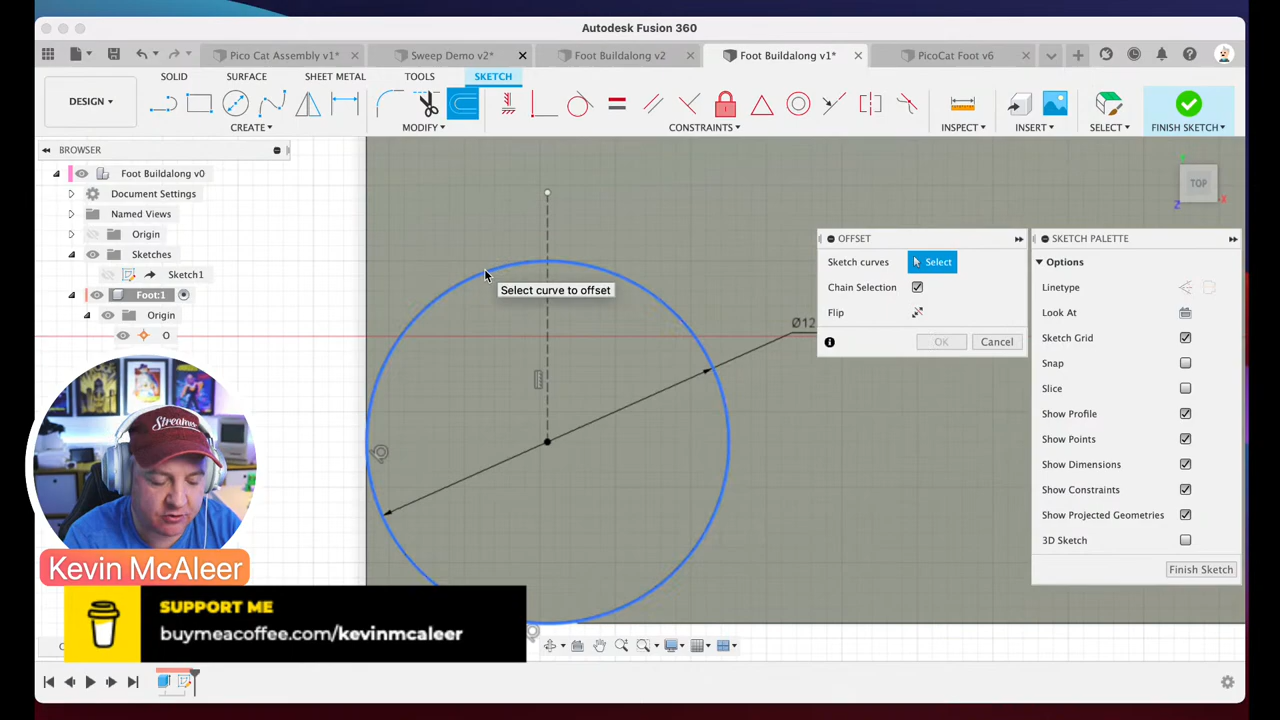 Autodesk Fusion 360
Pico Cat Assembly v1*
Sweep Demo v2*
Foot Buildalong v2
Foot Buildalong v1*
PicoCat Foot v6
SOLID
SURFACE
SHEET METAL
TOOLS
SKETCH
DESIGN
CREATE
MODIFY
CONSTRAINTS
INSPECT
INSERT
SELECT
FINISH SKETCH
BROWSER
Foot Buildalong v0
Document Settings
Named Views
Origin
Sketches
Sketch1
Foot:1
Origin
O
TOP
Z
X
Select curve to offset
Ø12
OFFSET
Sketch curves
Select
Chain Selection
Flip
OK
Cancel
SKETCH PALETTE
Options
Linetype
Look At
Sketch Grid
Snap
Slice
Show Profile
Show Points
Show Dimensions
Show Constraints
Show Projected Geometries
3D Sketch
Finish Sketch
Streams
Kevin McAleer
SUPPORT ME
buymeacoffee.com/kevinmcaleer